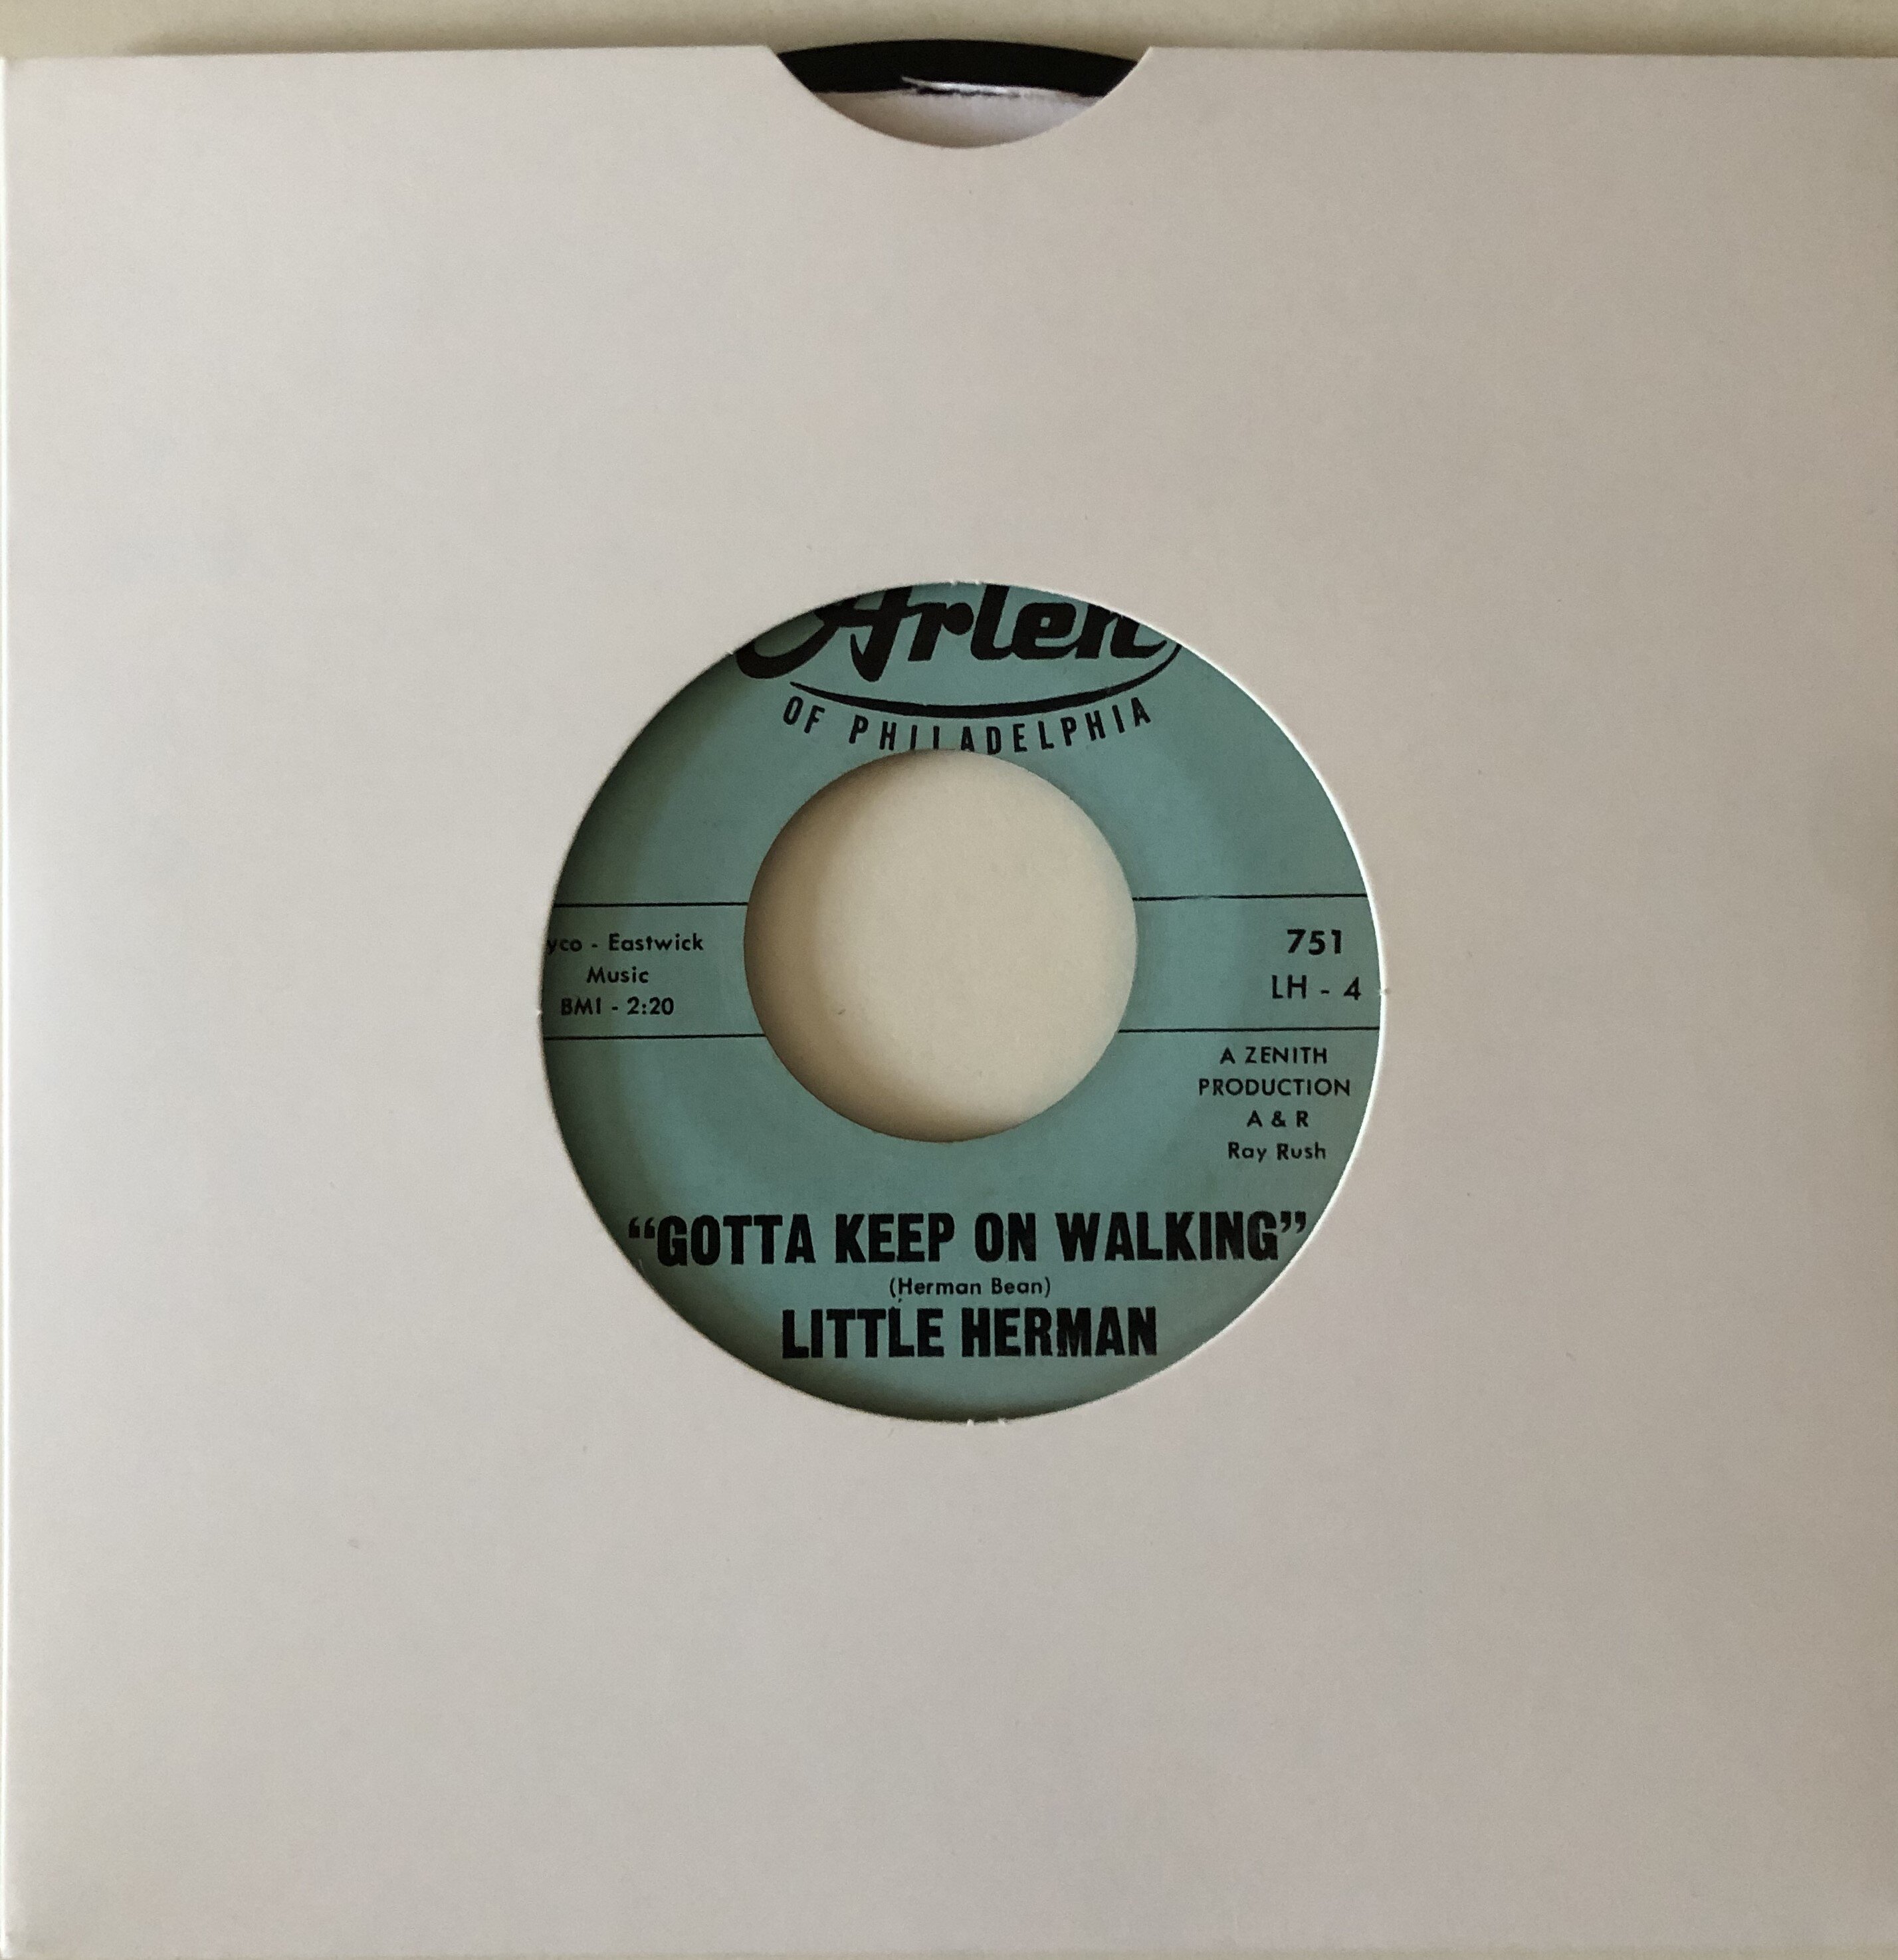 Arlen
OF PHILADELPHIA
- Eastwick
Music
BMI - 2:20
751
LH - 4
A ZENITH
PRODUCTION
A & R
Ray Rush
“GOTTA KEEP ON WALKING”
(Herman Bean)
LITTLE HERMAN